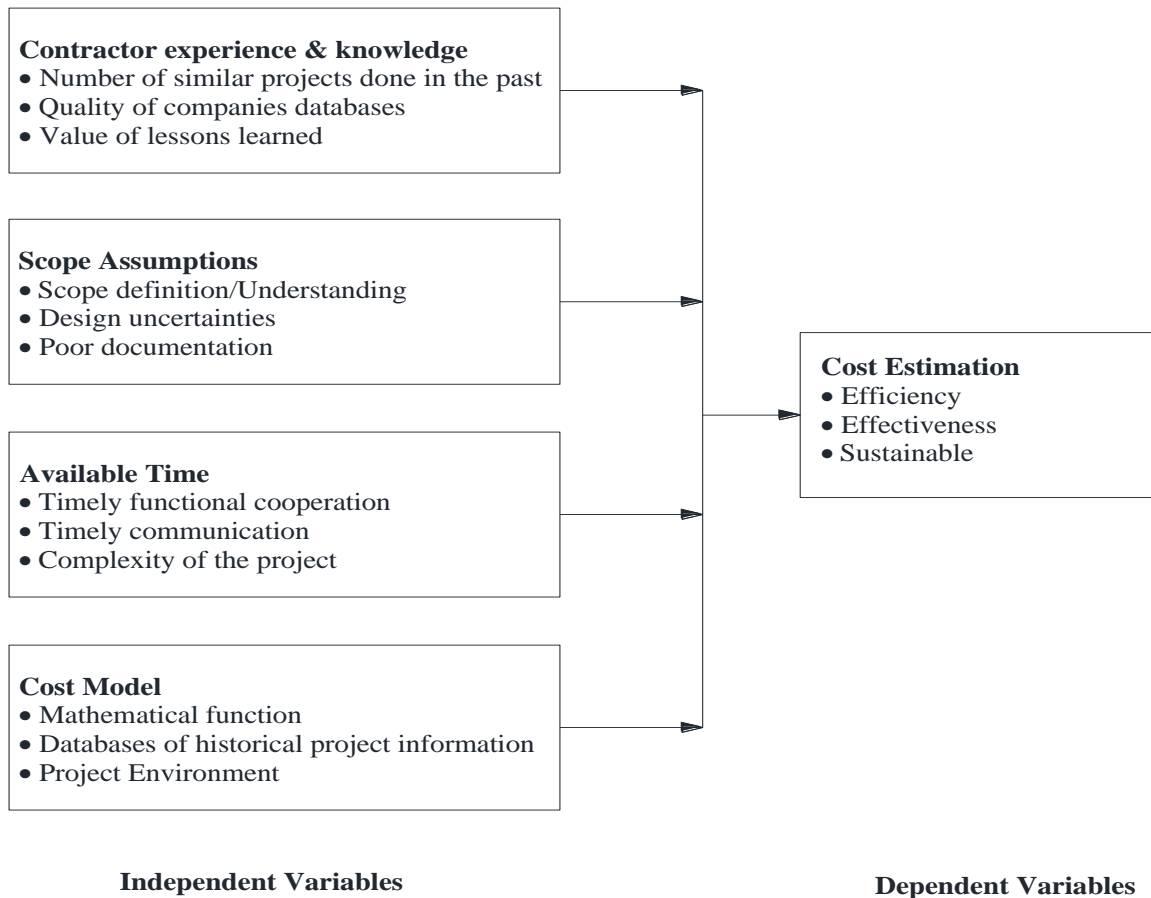 Contractor experience & knowledge
• Number of similar projects done in the past
• Quality of companies databases
• Value of lessons learned
Scope Assumptions
• Scope definition/Understanding
• Design uncertainties
• Poor documentation
Available Time
• Timely functional cooperation
• Timely communication
• Complexity of the project
Cost Model
• Mathematical function
• Databases of historical project information
• Project Environment
Independent Variables
Cost Estimation
• Efficiency
• Effectiveness
• Sustainable
Dependent Variables